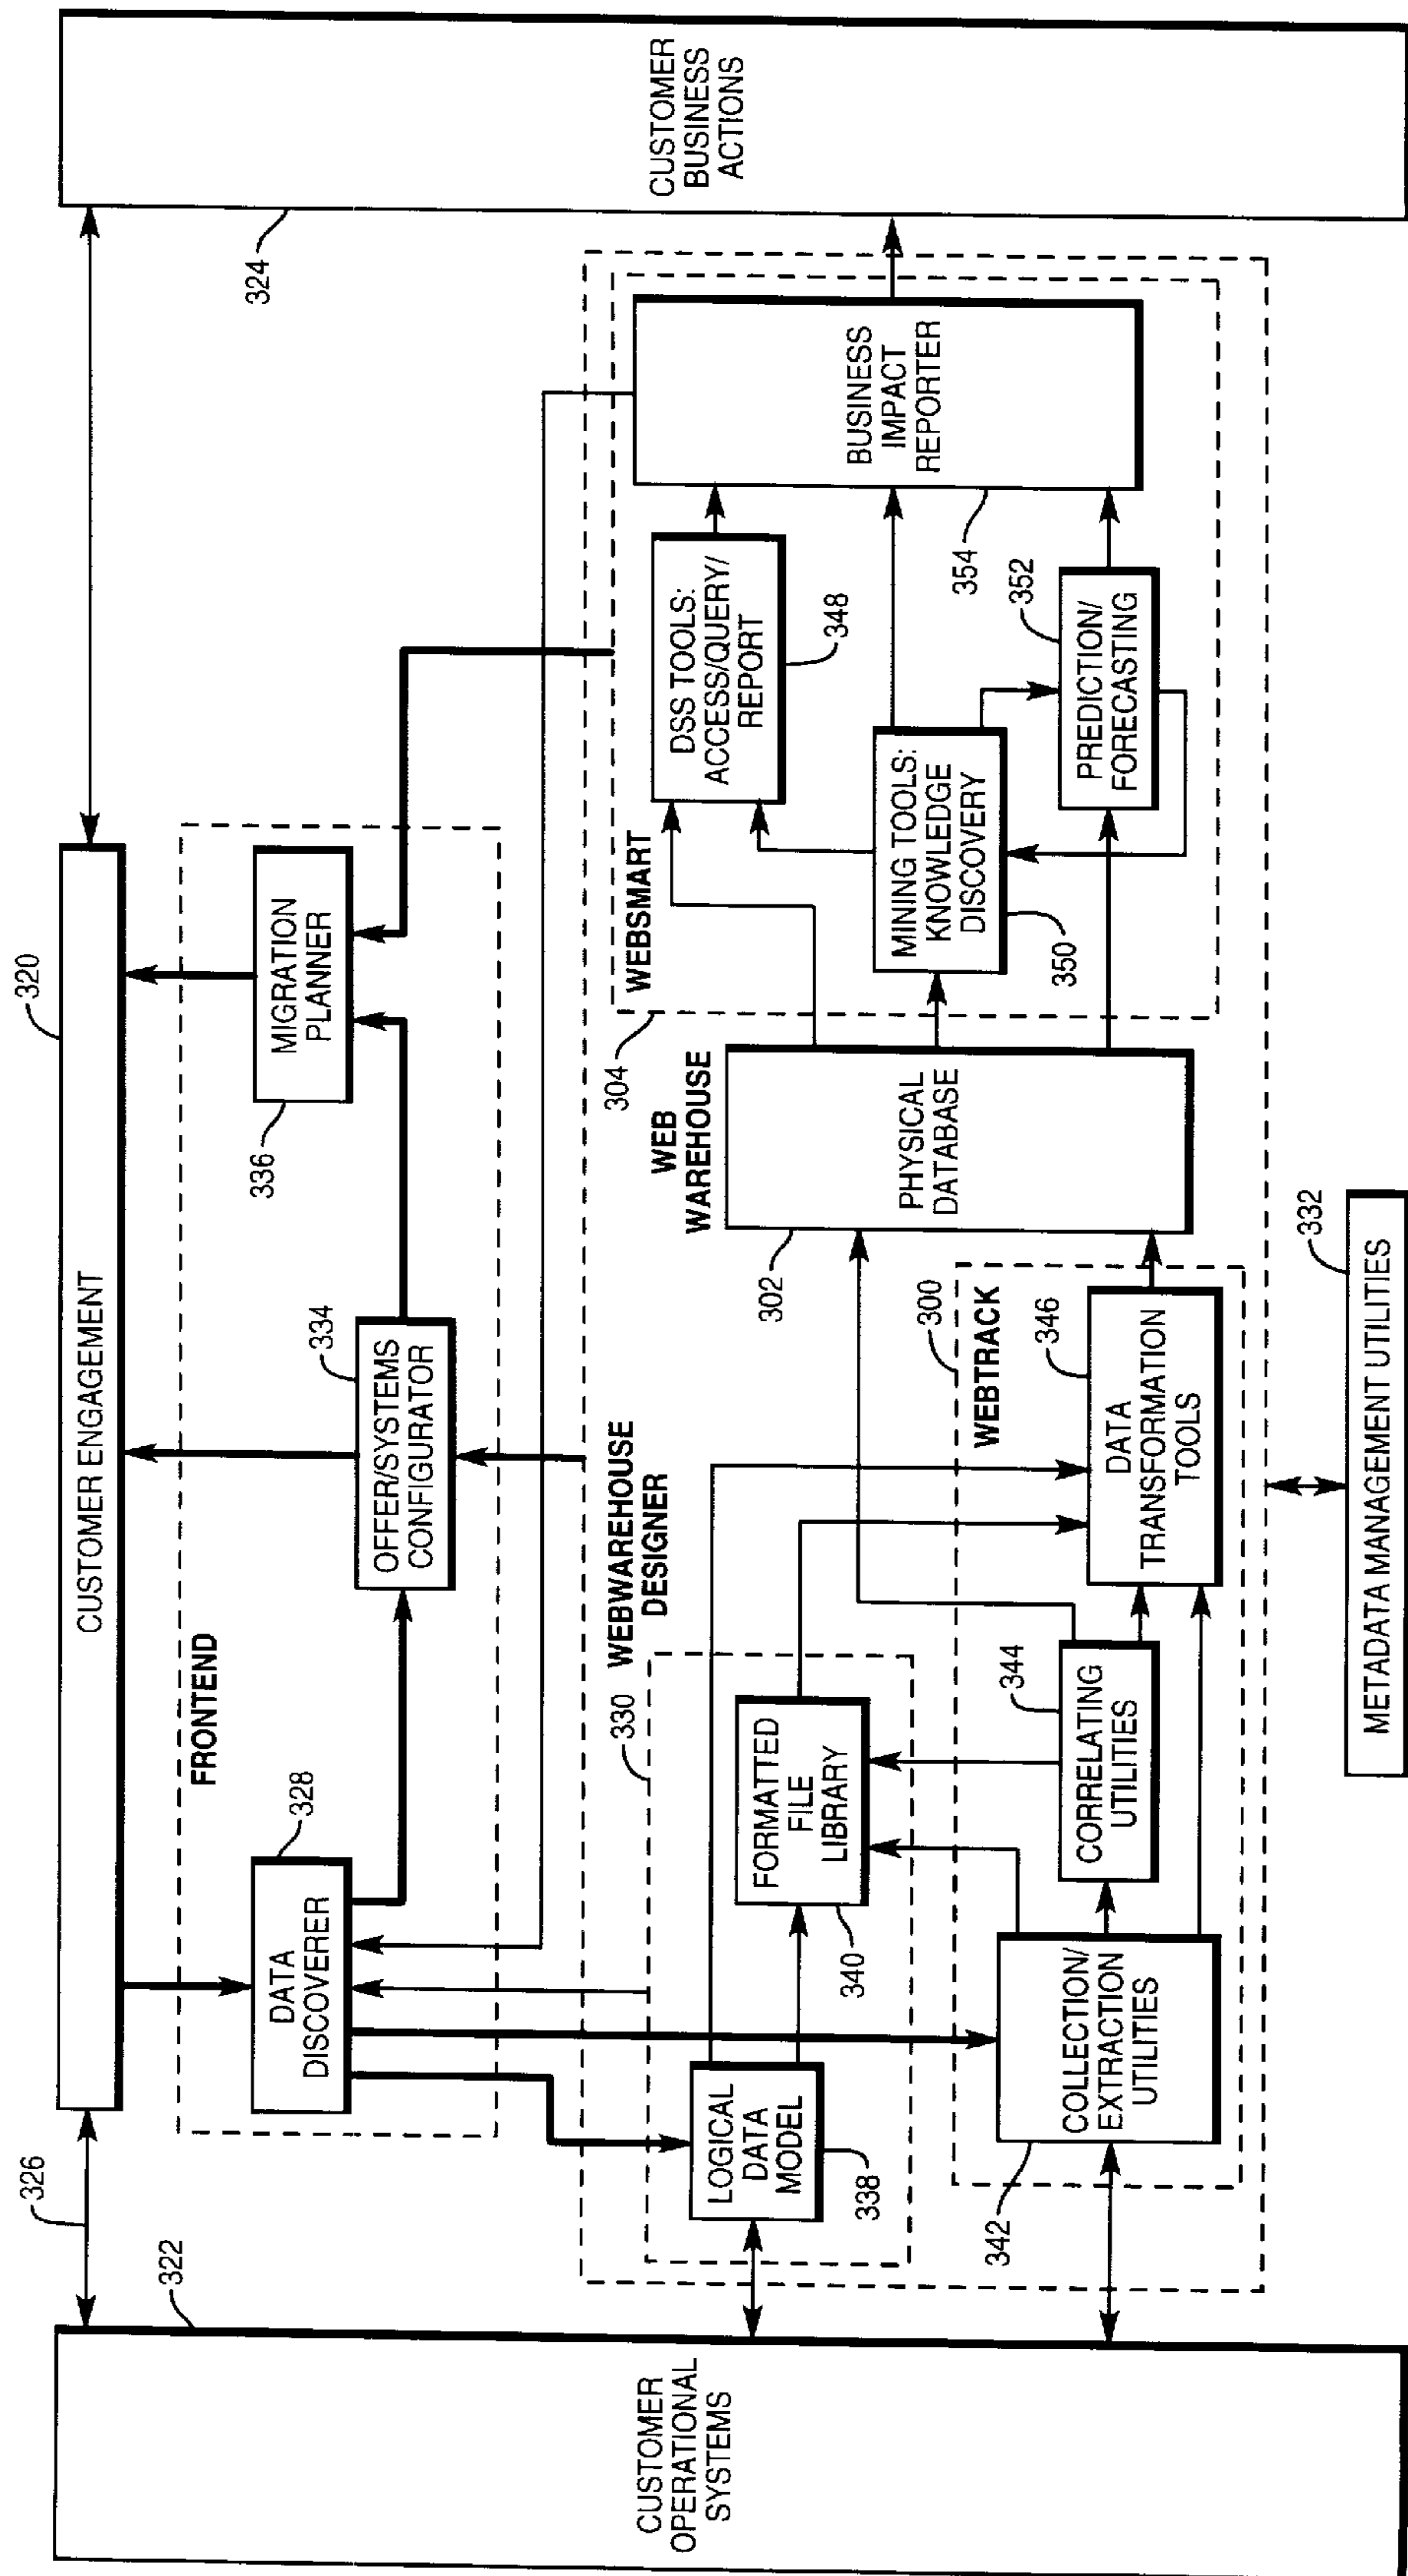 320
CUSTOMER ENGAGEMENT
326
322
CUSTOMER
OPERATIONAL
SYSTEMS
324
CUSTOMER
BUSINESS
ACTIONS
FRONTEND
328
DATA
DISCOVERER
334
OFFER/SYSTEMS
CONFIGURATOR
336
MIGRATION
PLANNER
330
WEBWAREHOUSE
DESIGNER
LOGICAL
DATA
MODEL
338
FORMATTED
FILE
LIBRARY
340
300
WEBTRACK
342
COLLECTION/
EXTRACTION
UTILITIES
344
CORRELATING
UTILITIES
346
DATA
TRANSFORMATION
TOOLS
WEB
WAREHOUSE
302
PHYSICAL
DATABASE
304
WEBSMART
DSS TOOLS:
ACCESS/QUERY/
REPORT
348
MINING TOOLS:
KNOWLEDGE
DISCOVERY
350
352
PREDICTION/
FORECASTING
BUSINESS
IMPACT
REPORTER
354
332
METADATA MANAGEMENT UTILITIES